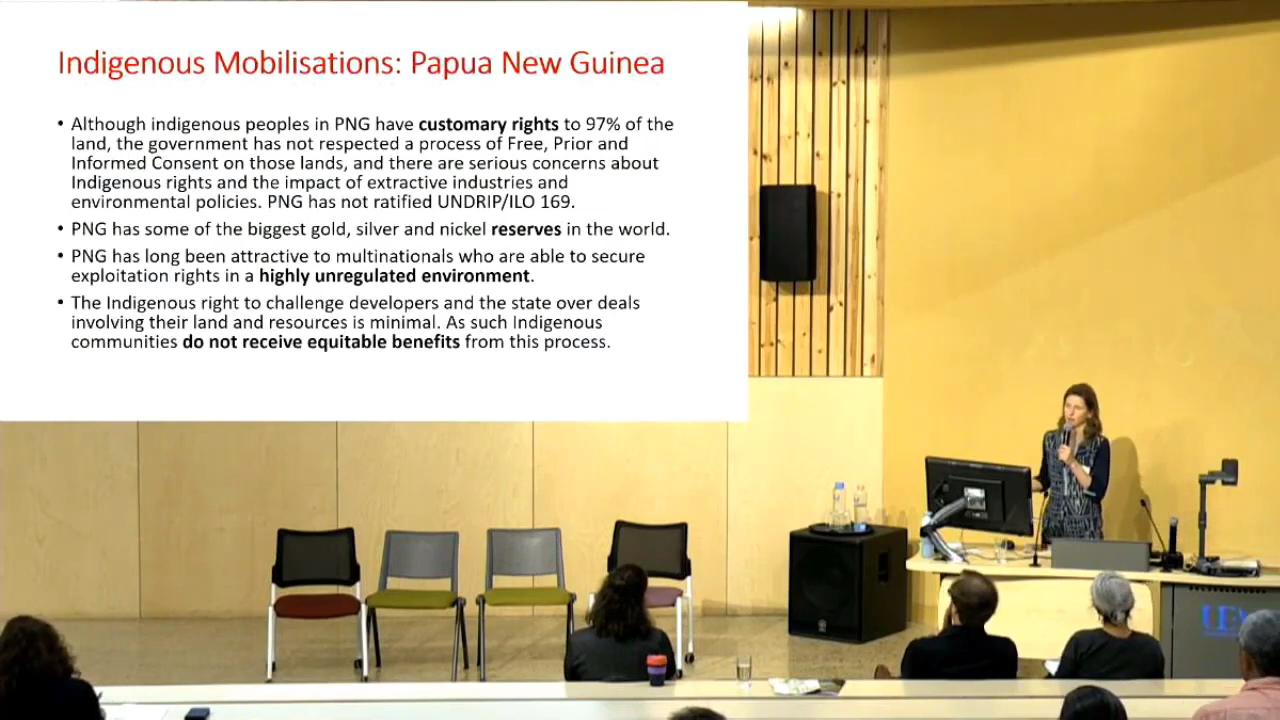 Indigenous Mobilisations: Papua New Guinea
• Although indigenous peoples in PNG have customary rights to 97% of the
land, the government has not respected a process of Free, Prior and
Informed Consent on those lands, and there are serious concerns about
Indigenous rights and the impact of extractive industries and
environmental policies. PNG has not ratified UNDRIP/ILO 169.
• PNG has some of the biggest gold, silver and nickel reserves in the world.
• PNG has long been attractive to multinationals who are able to secure
exploitation rights in a highly unregulated environment.
• The Indigenous right to challenge developers and the state over deals
involving their land and resources is minimal. As such Indigenous
communities do not receive equitable benefits from this process.